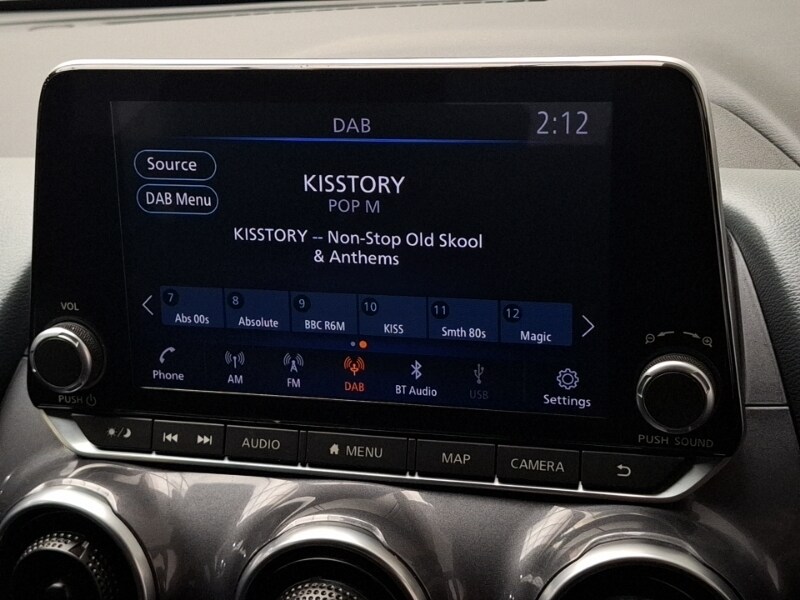 DAB
2:12
Source
DAB Menu
KISSTORY
POP M
KISSTORY -- Non-Stop Old Skool
& Anthems
7 Abs 00s
8 Absolute
9 BBC R6M
10 KISS
11 Smth 80s
12 Magic
Phone
AM
FM
DAB
BT Audio
USB
Settings
VOL
PUSH
PUSH SOUND
AUDIO
MENU
MAP
CAMERA